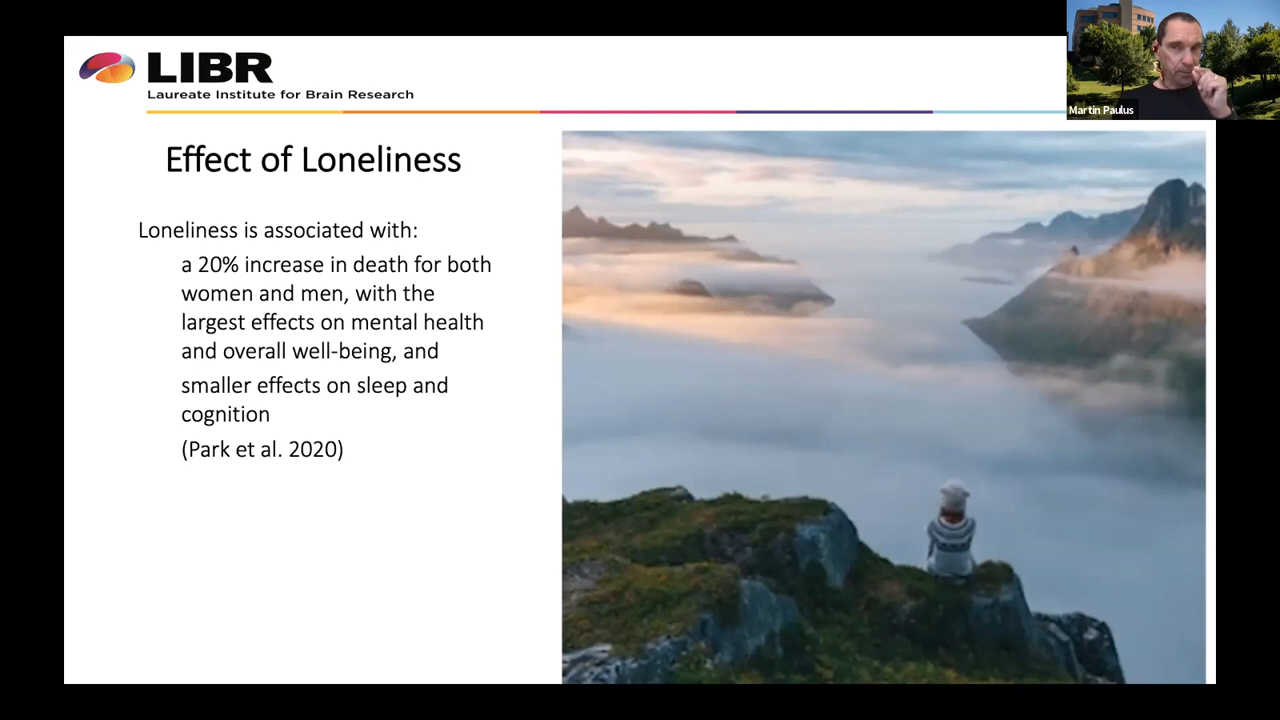 LIBR
Laureate Institute for Brain Research
Martin Paulus
Effect of Loneliness
Loneliness is associated with:
a 20% increase in death for both
women and men, with the
largest effects on mental health
and overall well-being, and
smaller effects on sleep and
cognition
(Park et al. 2020)